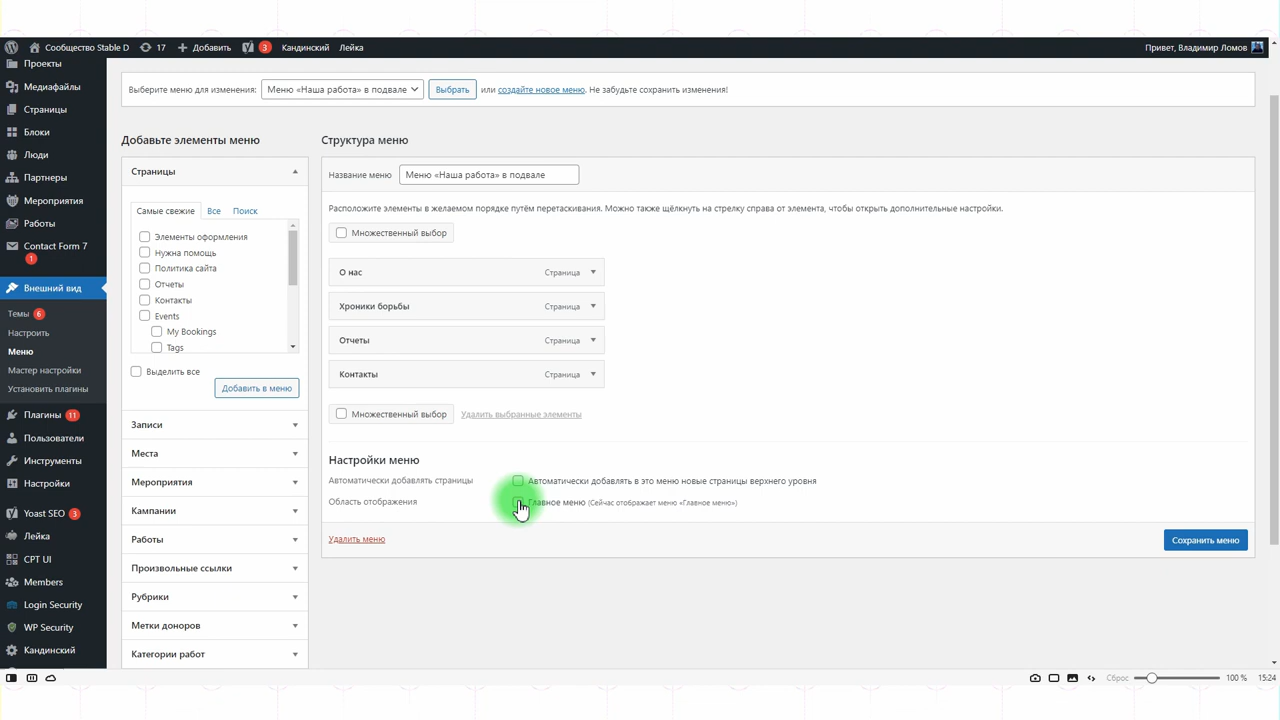 Сообщество Stable D
17
Добавить
3
Кандинский
Лейка
Привет, Владимир Ломов
Проекты
Медиафайлы
Страницы
Блоки
Люди
Партнеры
Мероприятия
Работы
Contact Form 7
1
Внешний вид
Темы 6
Настроить
Меню
Мастер настройки
Установить плагины
Плагины 11
Пользователи
Инструменты
Настройки
Yoast SEO 3
Лейка
CPT UI
Members
Login Security
WP Security
Кандинский
Выберите меню для изменения: Меню «Наша работа» в подвале Выбрать или создайте новое меню. Не забудьте сохранить изменения!
Добавьте элементы меню
Страницы
Самые свежие Все Поиск
Элементы оформления
Нужна помощь
Политика сайта
Отчеты
Контакты
Events
My Bookings
Tags
Выделить все
Добавить в меню
Записи
Места
Мероприятия
Кампании
Работы
Произвольные ссылки
Рубрики
Метки доноров
Категории работ
Структура меню
Название меню Меню «Наша работа» в подвале
Расположите элементы в желаемом порядке путём перетаскивания. Можно также щёлкнуть на стрелку справа от элемента, чтобы открыть дополнительные настройки.
Множественный выбор
О нас Страница
Хроники борьбы Страница
Отчеты Страница
Контакты Страница
Множественный выбор Удалить выбранные элементы
Настройки меню
Автоматически добавлять страницы Автоматически добавлять в это меню новые страницы верхнего уровня
Область отображения Главное меню (Сейчас отображает меню «Главное меню»)
Удалить меню Сохранить меню
Сброс 100 % 15:24